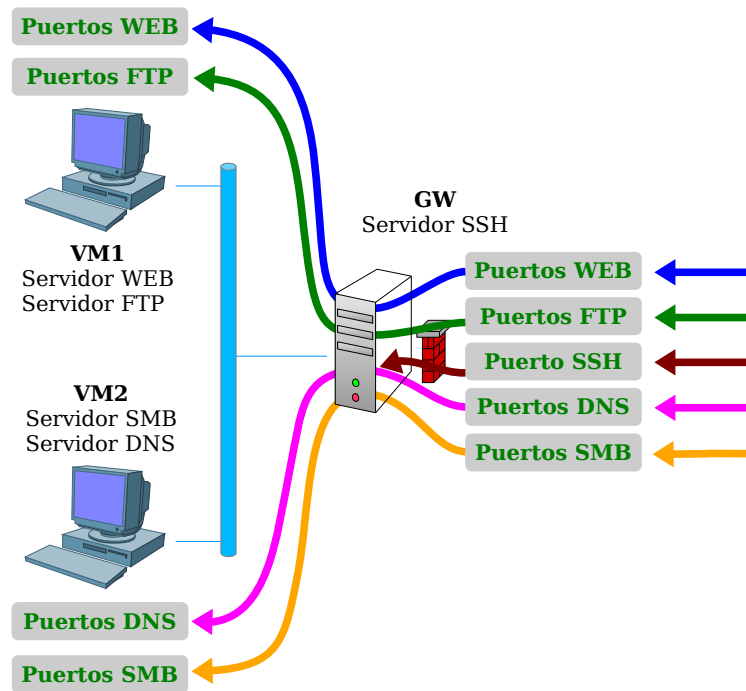 Puertos WEB
Puertos FTP
VM1
Servidor WEB
Servidor FTP
GW
Servidor SSH
Puertos WEB
Puertos FTP
Puerto SSH
Puertos DNS
Puertos SMB
VM2
Servidor SMB
Servidor DNS
Puertos DNS
Puertos SMB